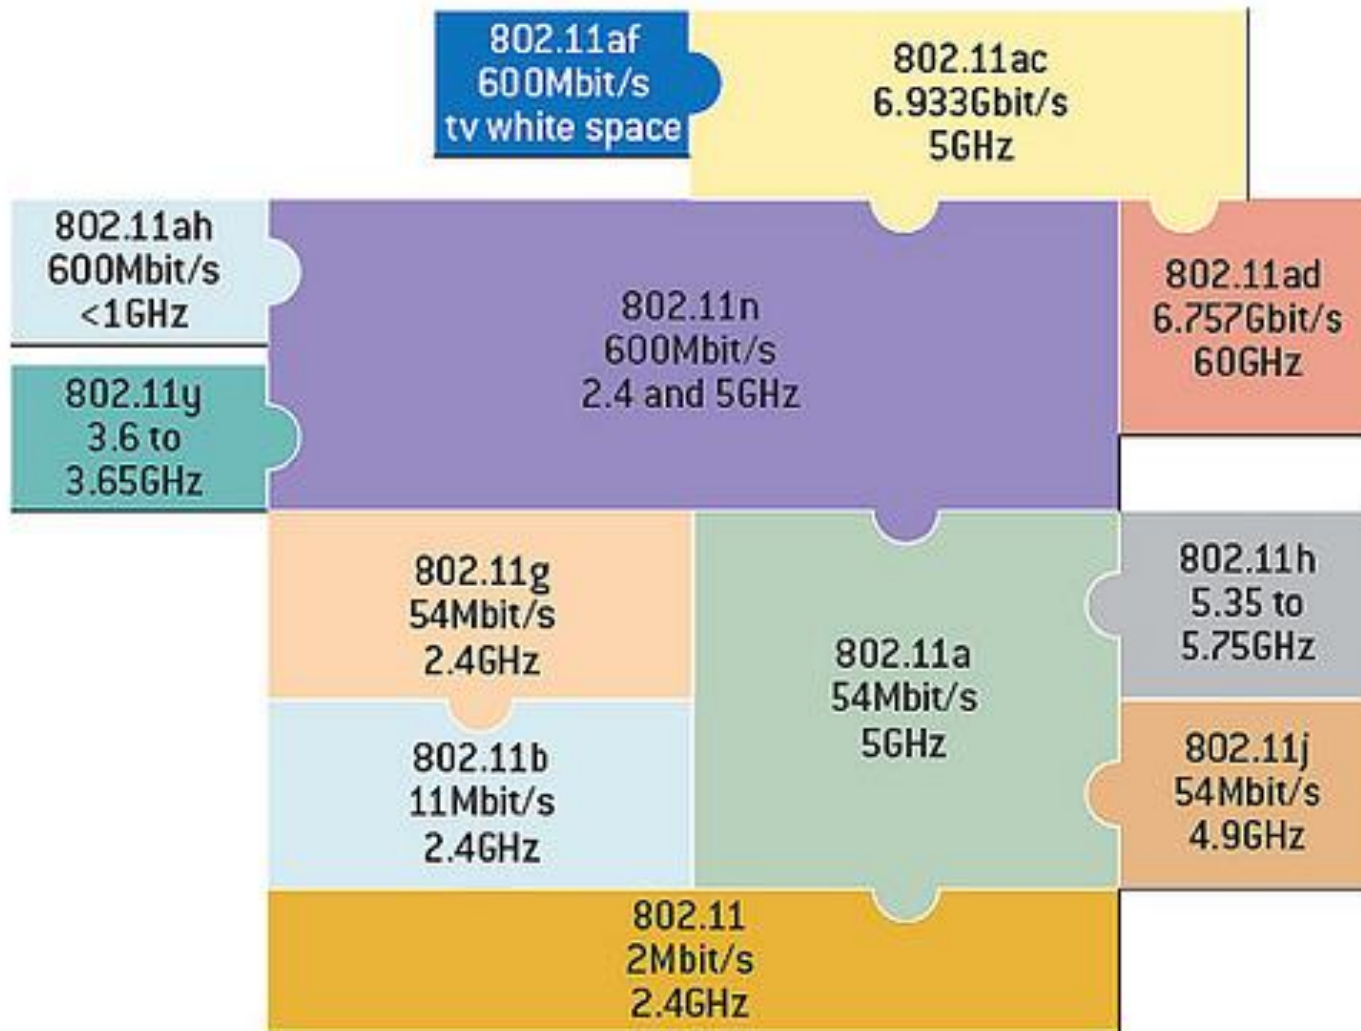 802.11af
600Mbit/s
tv white space
802.11ac
6.933Gbit/s
5GHz
802.11ah
600Mbit/s
<1GHz
802.11n
600Mbit/s
2.4 and 5GHz
802.11ad
6.757Gbit/s
60GHz
802.11y
3.6 to
3.65GHz
802.11g
54Mbit/s
2.4GHz
802.11a
54Mbit/s
5GHz
802.11h
5.35 to
5.75GHz
802.11b
11Mbit/s
2.4GHz
802.11j
54Mbit/s
4.9GHz
802.11
2Mbit/s
2.4GHz